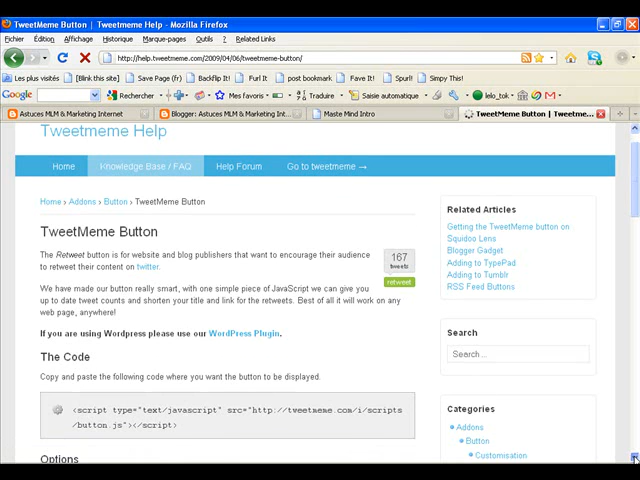 TweetMeme Button | Tweetmeme Help - Mozilla Firefox
Fichier Édition Affichage Historique Marque-pages Outils ? Related Links
http://help.tweetmeme.com/2009/04/06/tweetmeme-button/
Les plus visités [Blink this site] Save Page (fr) Backflip It! Furl It post bookmark Fave It! Spurl! Simpy This!
Google Rechercher Mes favoris Traduire Saisie automatique lelo_tok
Astuces MLM & Marketing Internet Blogger: Astuces MLM & Marketing Int... Maste Mind Intro TweetMeme Button | Tweetme...
Tweetmeme Help
Home Knowledge Base / FAQ Help Forum Go to tweetmeme →
Home › Addons › Button › TweetMeme Button
TweetMeme Button
The Retweet button is for website and blog publishers that want to encourage their audience
to retweet their content on twitter.
167
tweets
retweet
We have made our button really smart, with one simple piece of JavaScript we can give you
up to date tweet counts and shorten your title and link for the retweets. Best of all it will work on any
web page, anywhere!
If you are using Wordpress please use our WordPress Plugin.
The Code
Copy and paste the following code where you want the button to be displayed.
<script type="text/javascript" src="http://tweetmeme.com/i/scripts
/button.js"></script>
Options
Related Articles
Getting the TweetMeme button on
Squidoo Lens
Blogger Gadget
Adding to TypePad
Adding to Tumblr
RSS Feed Buttons
Search
Search ...
Categories
Addons
Button
Customisation